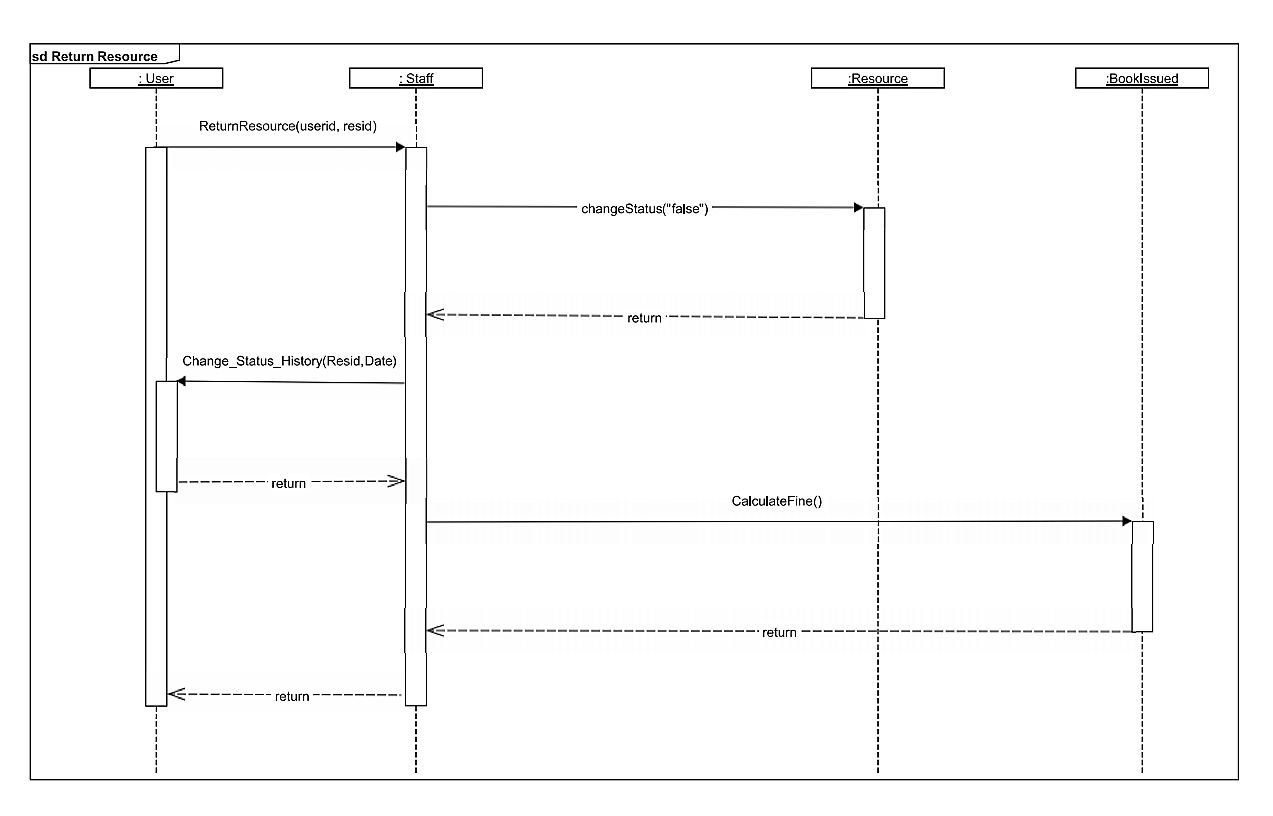 sd Return Resource
: User
: Staff
:Resource
:BookIssued
ReturnResource(userid, resid)
changeStatus("false")
return
Change_Status_History(Resid,Date)
return
CalculateFine()
return
return